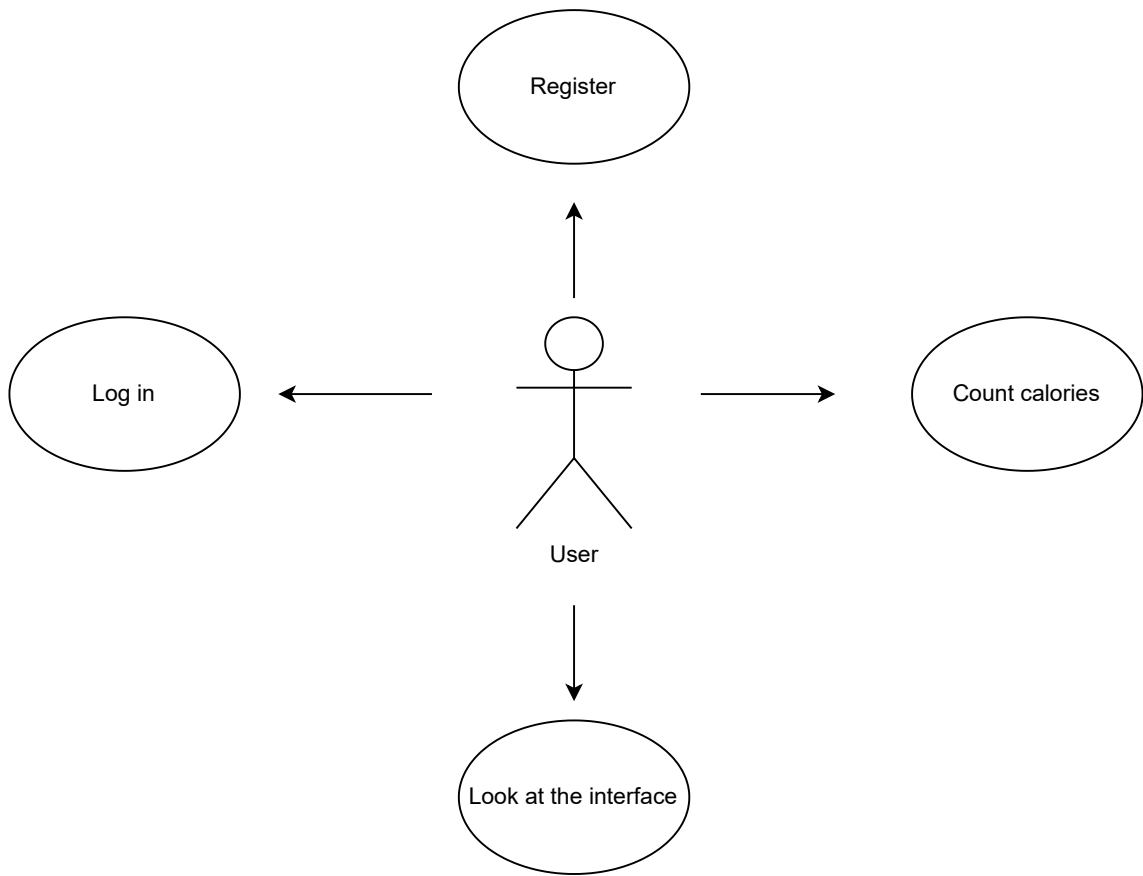 Register
Log in
Count calories
User
Look at the interface